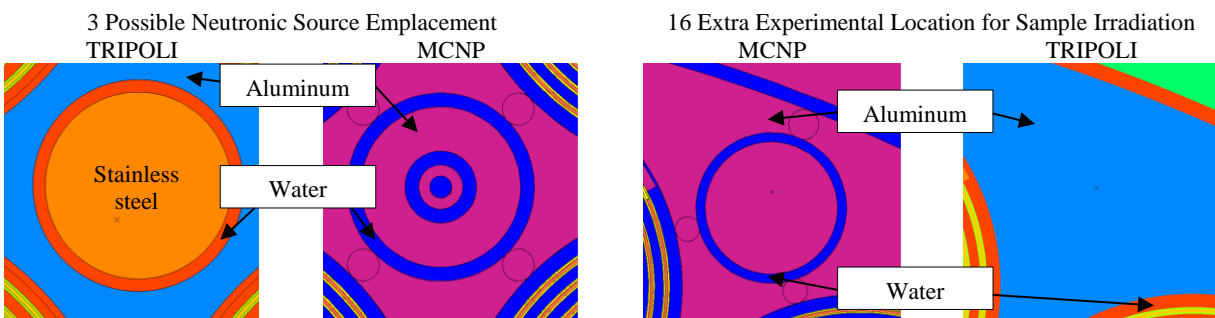 3 Possible Neutronic Source Emplacement
TRIPOLI MCNP
Aluminum
Stainless
steel
Water
16 Extra Experimental Location for Sample Irradiation
MCNP TRIPOLI
Aluminum
Water